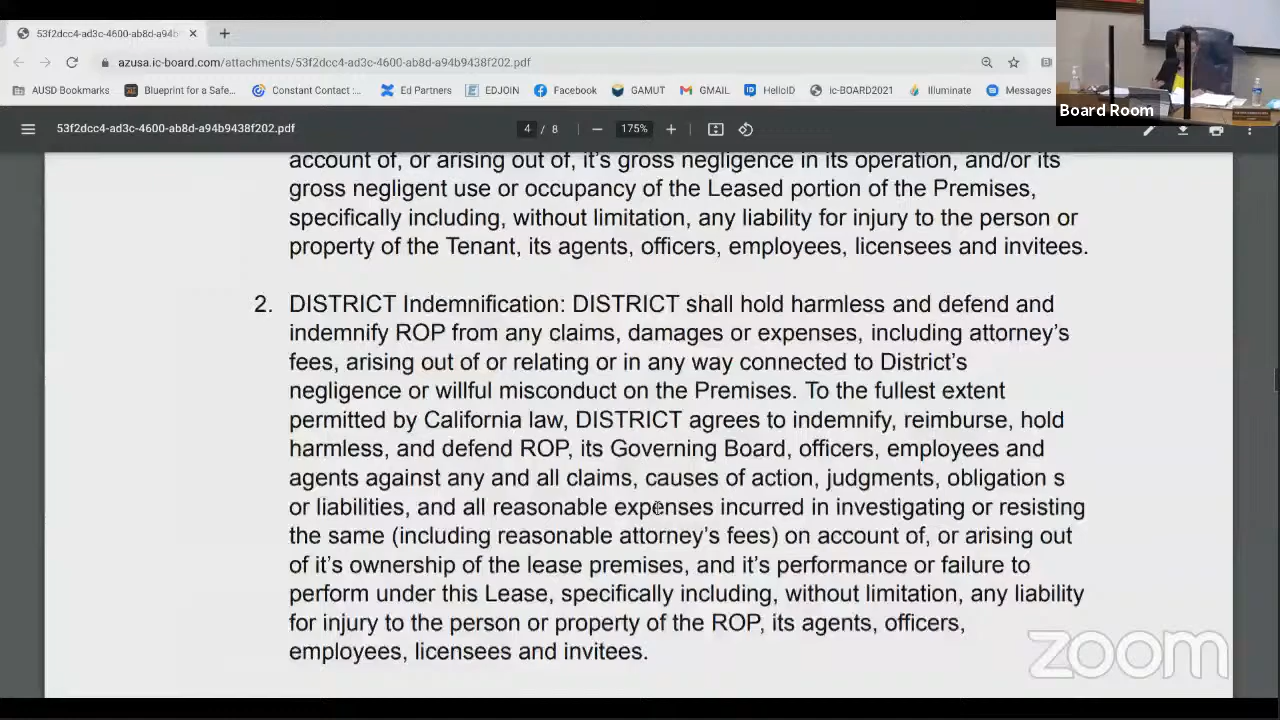 53f2dcc4-ad3c-4600-ab8d-a94b
azusa.ic-board.com/attachments/53f2dcc4-ad3c-4600-ab8d-a94b9438f202.pdf
AUSD Bookmarks Blueprint for a Safe... Constant Contact :... Ed Partners EDJOIN Facebook GAMUT GMAIL HelloID ic-BOARD2021 Illuminate Messages
Board Room
53f2dcc4-ad3c-4600-ab8d-a94b9438f202.pdf 4 / 8 175%
account of, or arising out of, it's gross negligence in its operation, and/or its
gross negligent use or occupancy of the Leased portion of the Premises,
specifically including, without limitation, any liability for injury to the person or
property of the Tenant, its agents, officers, employees, licensees and invitees.
2. DISTRICT Indemnification: DISTRICT shall hold harmless and defend and
indemnify ROP from any claims, damages or expenses, including attorney's
fees, arising out of or relating or in any way connected to District's
negligence or willful misconduct on the Premises. To the fullest extent
permitted by California law, DISTRICT agrees to indemnify, reimburse, hold
harmless, and defend ROP, its Governing Board, officers, employees and
agents against any and all claims, causes of action, judgments, obligation s
or liabilities, and all reasonable expenses incurred in investigating or resisting
the same (including reasonable attorney's fees) on account of, or arising out
of it's ownership of the lease premises, and it's performance or failure to
perform under this Lease, specifically including, without limitation, any liability
for injury to the person or property of the ROP, its agents, officers,
employees, licensees and invitees.
zoom